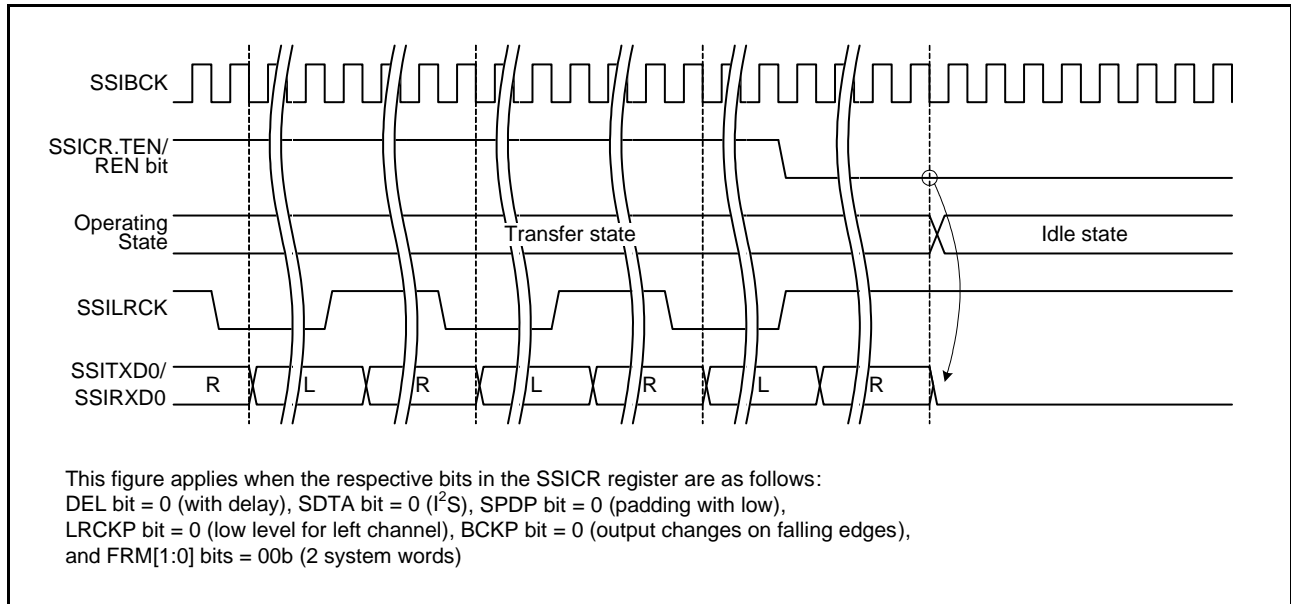 SSIBCK
SSICR.TEN/
REN bit
Operating
State
Transfer state
Idle state
SSILRCK
SSITXD0/
SSIRXD0
R
L
R
L
R
L
R
This figure applies when the respective bits in the SSICR register are as follows:
DEL bit = 0 (with delay), SDTA bit = 0 (I²S), SPDP bit = 0 (padding with low),
LRCKP bit = 0 (low level for left channel), BCKP bit = 0 (output changes on falling edges),
and FRM[1:0] bits = 00b (2 system words)